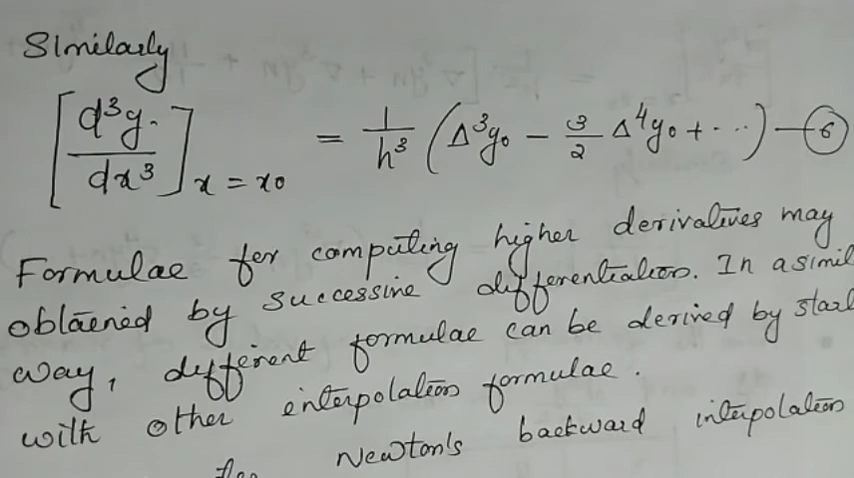 Similarly
[d³y/dx³]x = x0 = 1/h³ (Δ³y0 - 3/2 Δ⁴y0 + ...) — 6
Formulae for computing higher derivatives may
obtained by successive differentiation. In a simil
way, different formulae can be derived by start
with other interpolation formulae.
Newton's backward interpolation